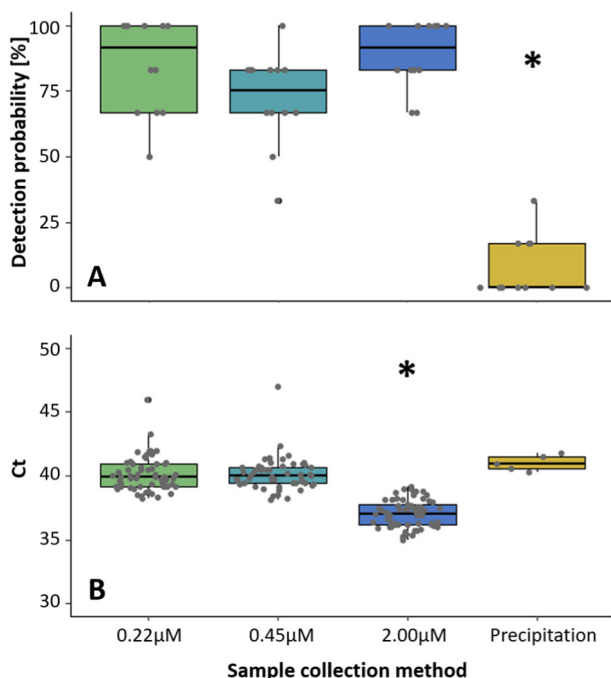 Detection probability [%]
100
75
50
25
0
*
A
Ct
50
45
40
35
30
*
B
0.22µM 0.45µM 2.00µM Precipitation
Sample collection method